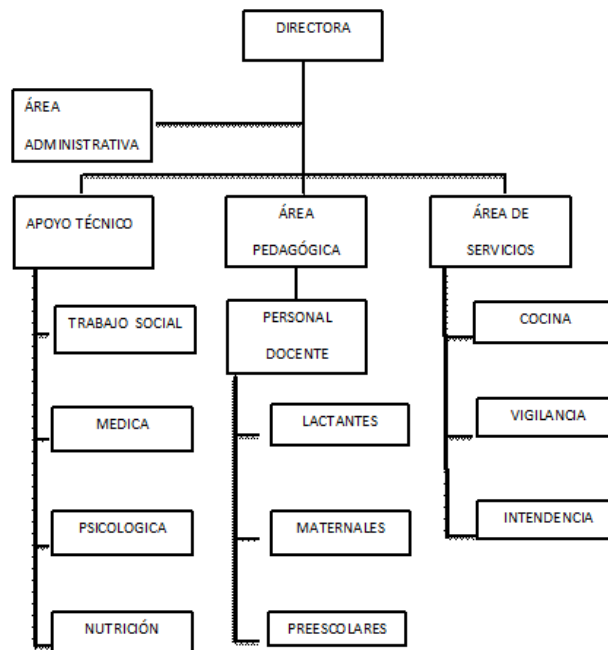 DIRECTORA
ÁREA
ADMINISTRATIVA
APOYO TÉCNICO
ÁREA
PEDAGÓGICA
ÁREA DE
SERVICIOS
TRABAJO SOCIAL
MEDICA
PSICOLOGICA
NUTRICIÓN
PERSONAL
DOCENTE
LACTANTES
MATERNALES
PREESCOLARES
COCINA
VIGILANCIA
INTENDENCIA